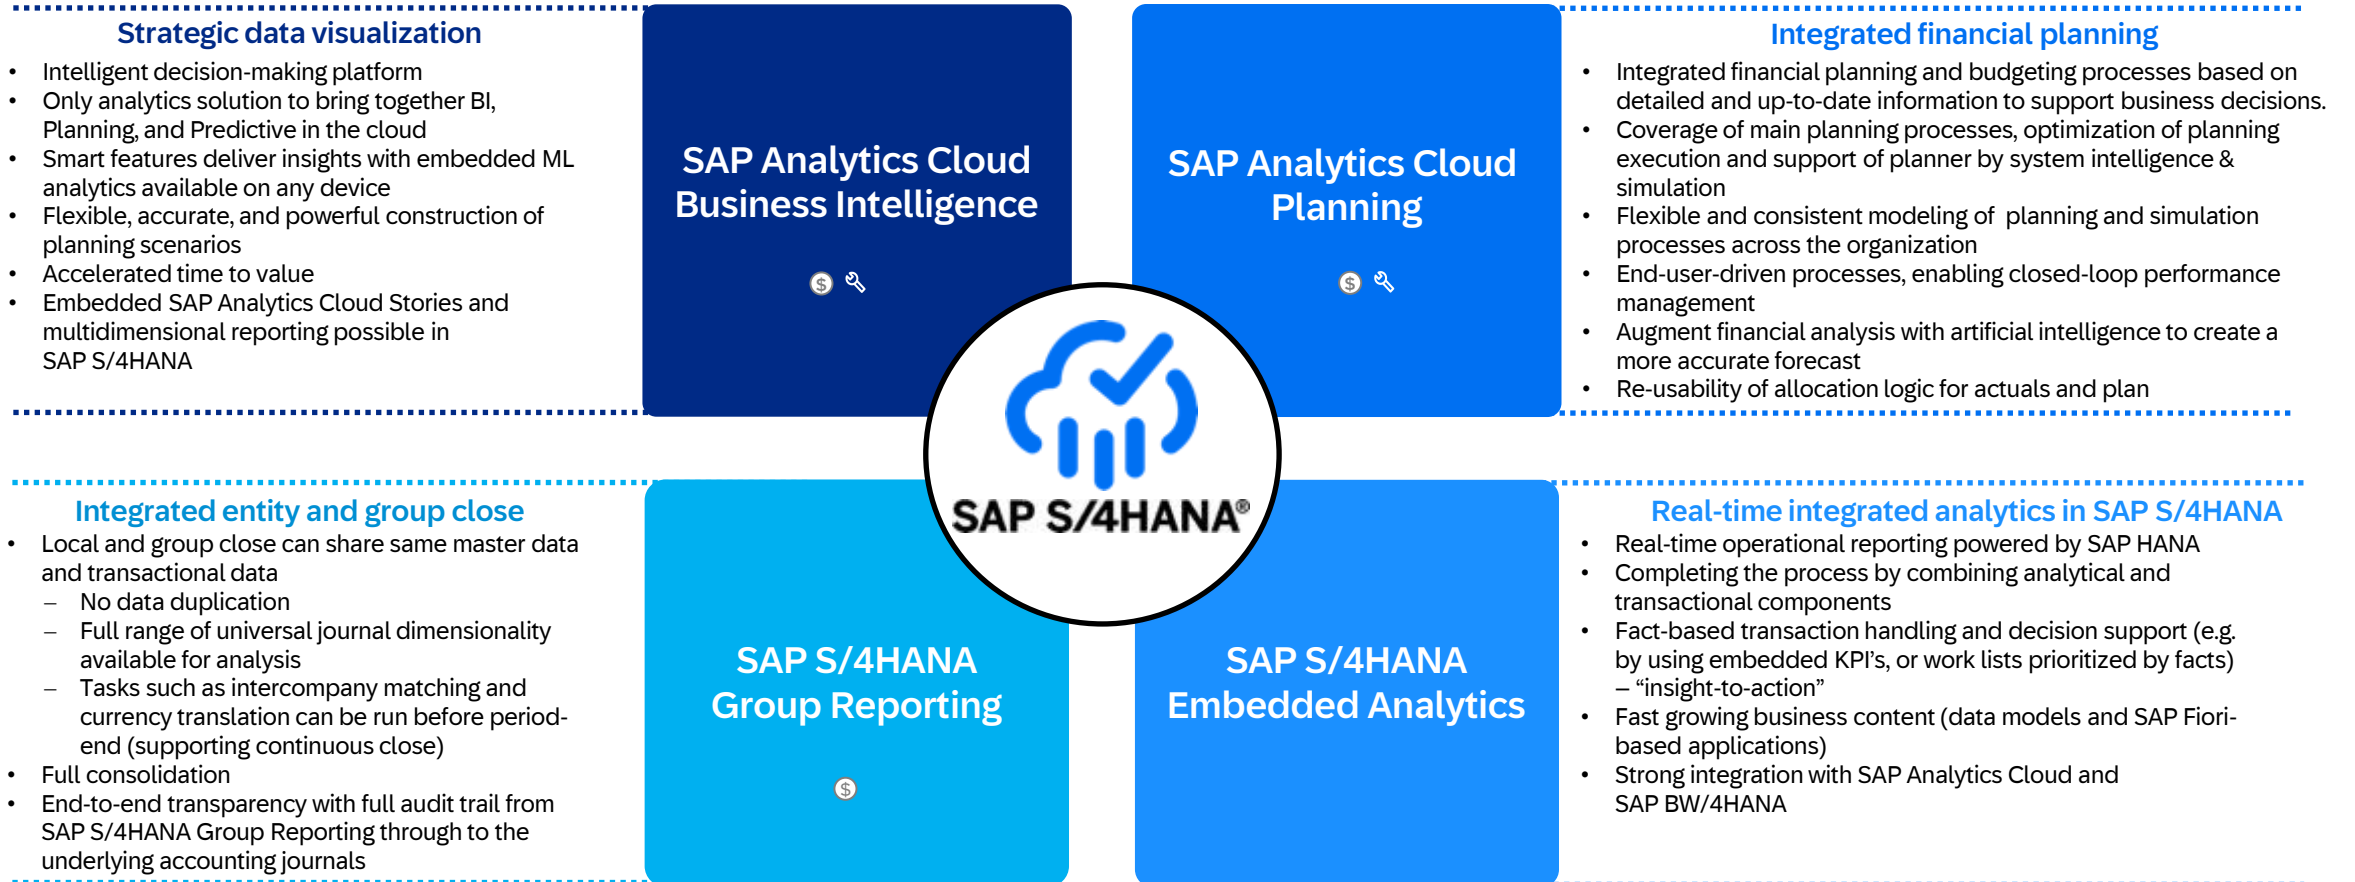 Strategic data visualization
• Intelligent decision-making platform
• Only analytics solution to bring together BI,
Planning, and Predictive in the cloud
• Smart features deliver insights with embedded ML
analytics available on any device
• Flexible, accurate, and powerful construction of
planning scenarios
• Accelerated time to value
• Embedded SAP Analytics Cloud Stories and
multidimensional reporting possible in
SAP S/4HANA
SAP Analytics Cloud
Business Intelligence
$
SAP Analytics Cloud
Planning
$
Integrated financial planning
• Integrated financial planning and budgeting processes based on
detailed and up-to-date information to support business decisions.
• Coverage of main planning processes, optimization of planning
execution and support of planner by system intelligence &
simulation
• Flexible and consistent modeling of planning and simulation
processes across the organization
• End-user-driven processes, enabling closed-loop performance
management
• Augment financial analysis with artificial intelligence to create a
more accurate forecast
• Re-usability of allocation logic for actuals and plan
SAP S/4HANA®
Integrated entity and group close
• Local and group close can share same master data
and transactional data
– No data duplication
– Full range of universal journal dimensionality
available for analysis
– Tasks such as intercompany matching and
currency translation can be run before period-
end (supporting continuous close)
• Full consolidation
• End-to-end transparency with full audit trail from
SAP S/4HANA Group Reporting through to the
underlying accounting journals
SAP S/4HANA
Group Reporting
$
SAP S/4HANA
Embedded Analytics
Real-time integrated analytics in SAP S/4HANA
• Real-time operational reporting powered by SAP HANA
• Completing the process by combining analytical and
transactional components
• Fact-based transaction handling and decision support (e.g.
by using embedded KPI's, or work lists prioritized by facts)
– “insight-to-action”
• Fast growing business content (data models and SAP Fiori-
based applications)
• Strong integration with SAP Analytics Cloud and
SAP BW/4HANA